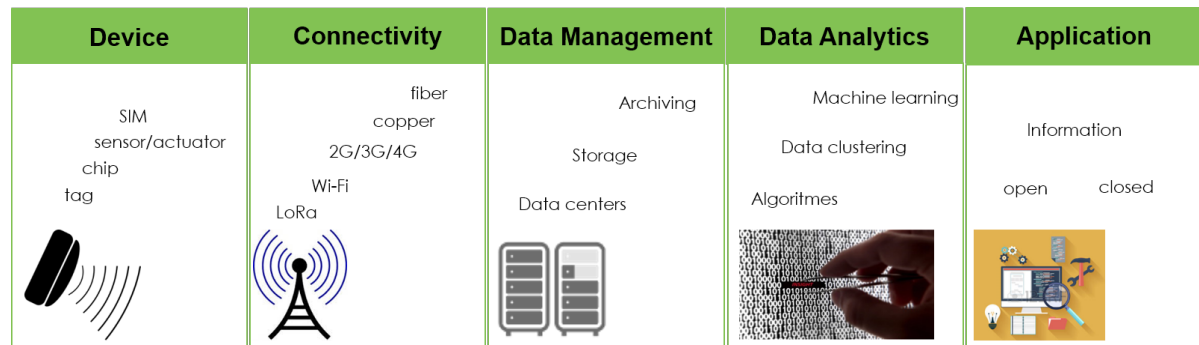 Device
SIM
sensor/actuator
chip
tag
Connectivity
fiber
copper
2G/3G/4G
Wi-Fi
LoRa
Data Management
Archiving
Storage
Data centers
Data Analytics
Machine learning
Data clustering
Algoritmes
Application
Information
open closed